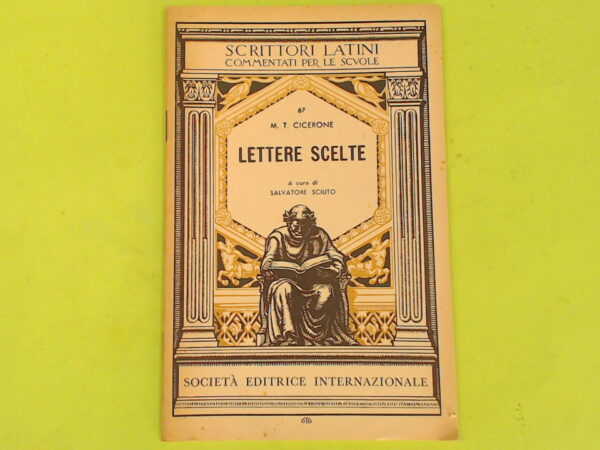 SCRITTORI LATINI
COMMENTATI PER LE SCVOLE
67
M. T. CICERONE
LETTERE SCELTE
A cura di
SALVATORE SCIUTO
SOCIETÀ EDITRICE INTERNAZIONALE